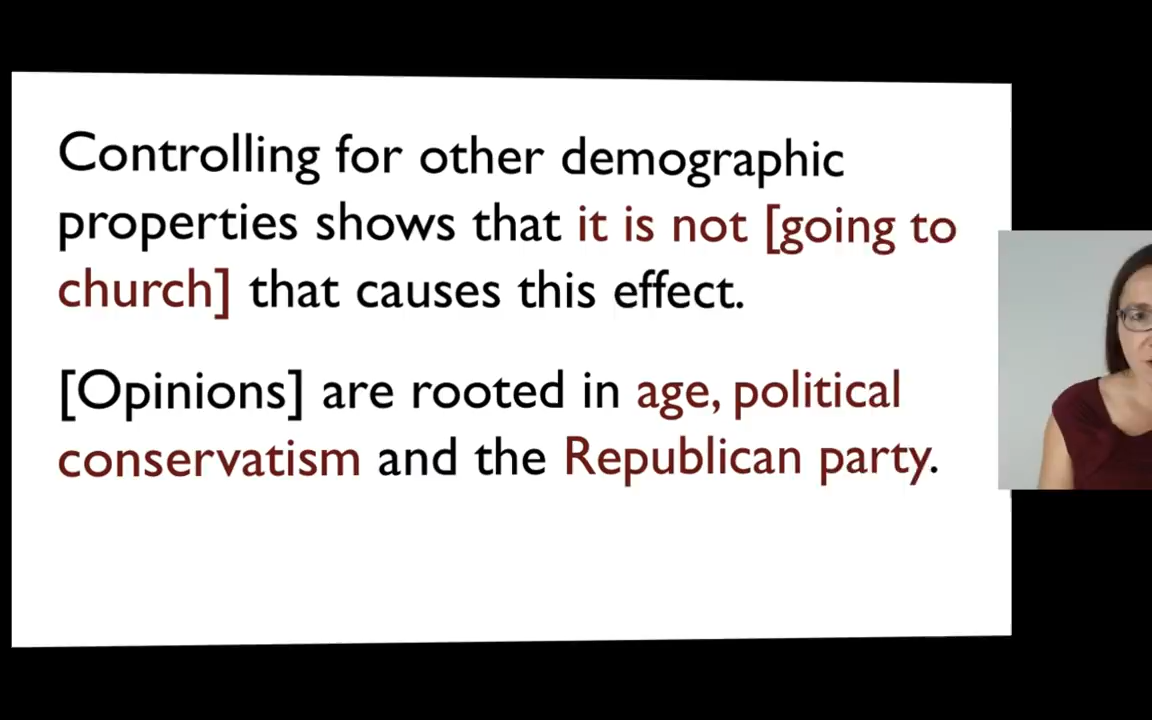 Controlling for other demographic
properties shows that it is not [going to
church] that causes this effect.
[Opinions] are rooted in age, political
conservatism and the Republican party.